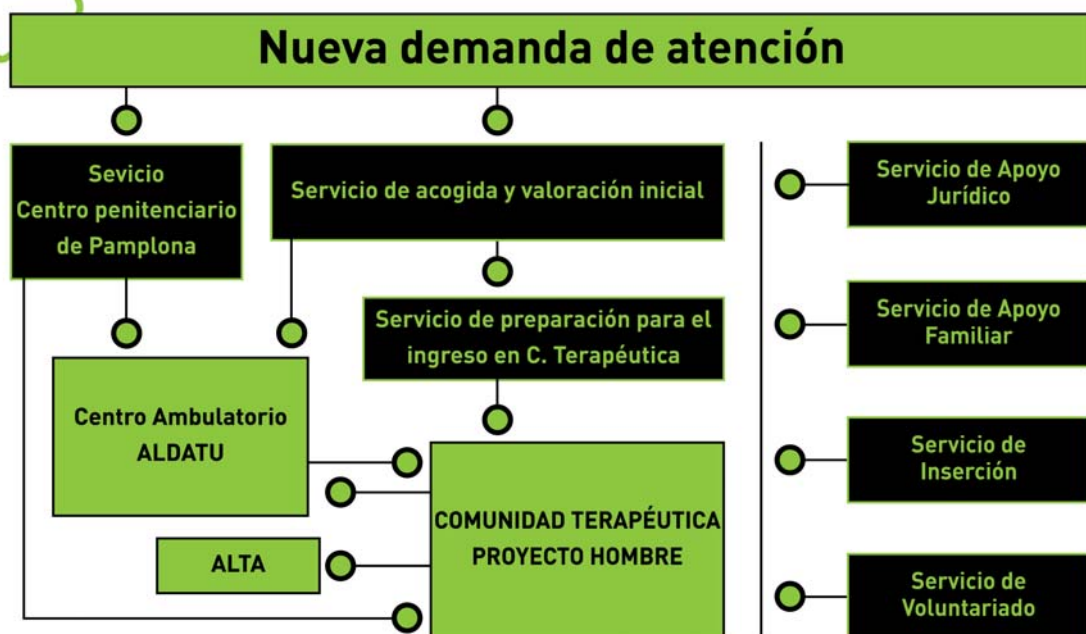 Nueva demanda de atención
Sevicio
Centro penitenciario
de Pamplona
Servicio de acogida y valoración inicial
Servicio de preparación para el
ingreso en C. Terapéutica
Centro Ambulatorio
ALDATU
COMUNIDAD TERAPÉUTICA
PROYECTO HOMBRE
ALTA
Servicio de Apoyo
Jurídico
Servicio de Apoyo
Familiar
Servicio de
Inserción
Servicio de
Voluntariado